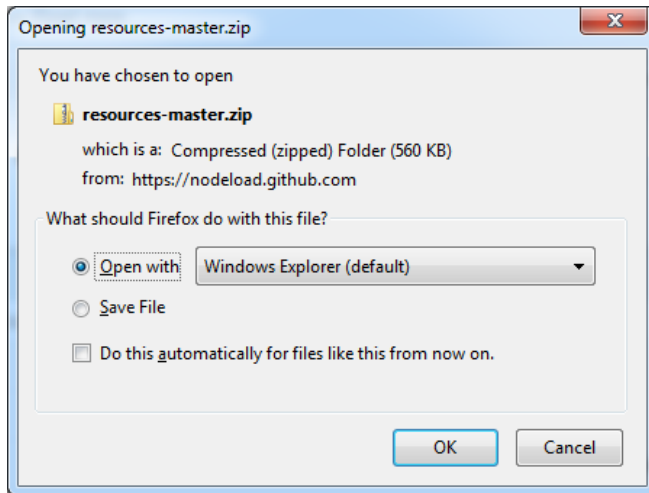 Opening resources-master.zip
You have chosen to open
resources-master.zip
which is a: Compressed (zipped) Folder (560 KB)
from: https://nodeload.github.com
What should Firefox do with this file?
Open with Windows Explorer (default)
Save File
Do this automatically for files like this from now on.
OK Cancel